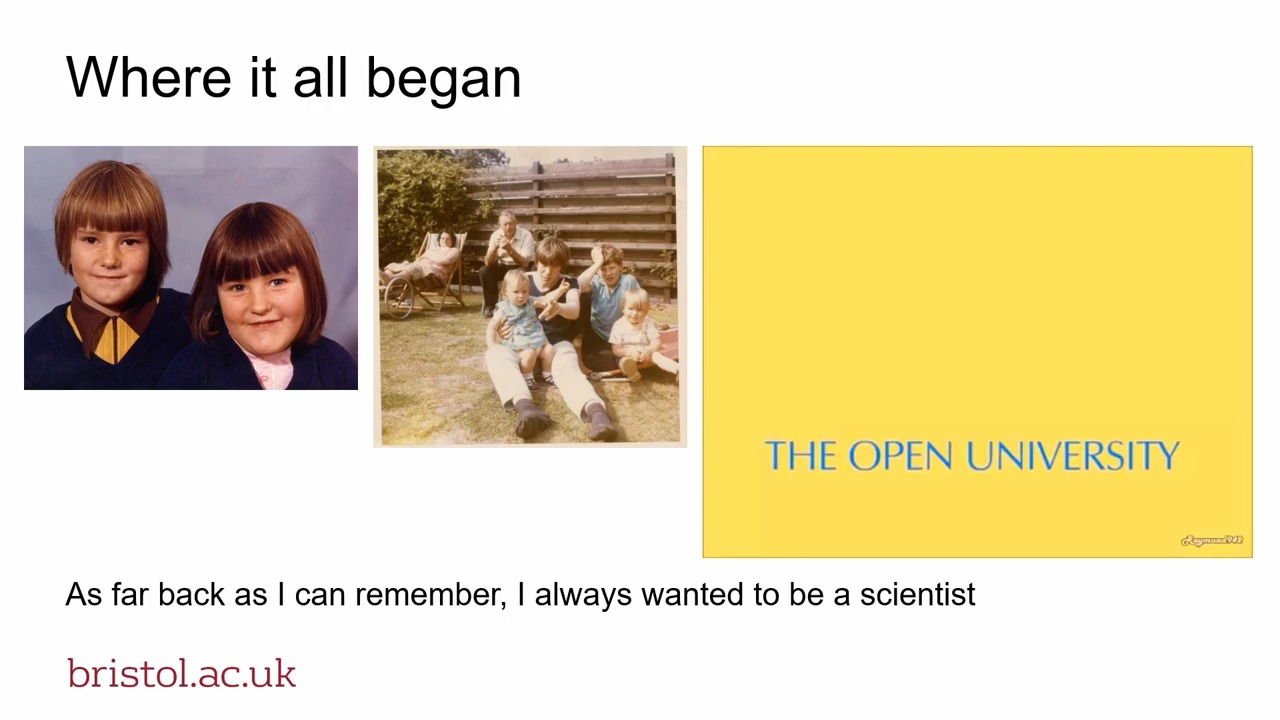 Where it all began
THE OPEN UNIVERSITY
Raymond942
As far back as I can remember, I always wanted to be a scientist
bristol.ac.uk